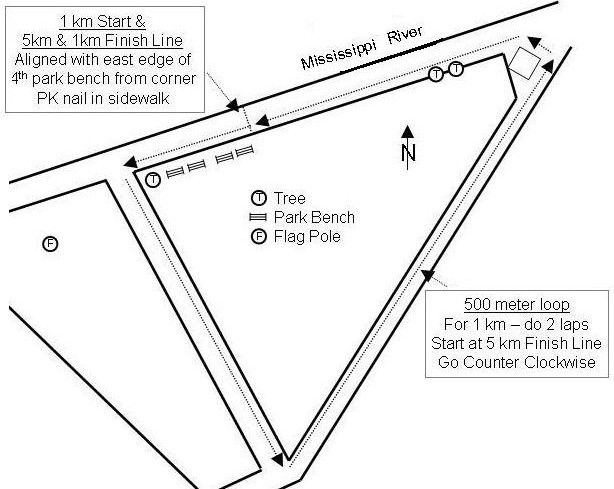 1 km Start &
5km & 1km Finish Line
Aligned with east edge of
4th park bench from corner
PK nail in sidewalk
Mississippi River
T T
N
T
T Tree
Park Bench
F Flag Pole
F
500 meter loop
For 1 km – do 2 laps
Start at 5 km Finish Line
Go Counter Clockwise